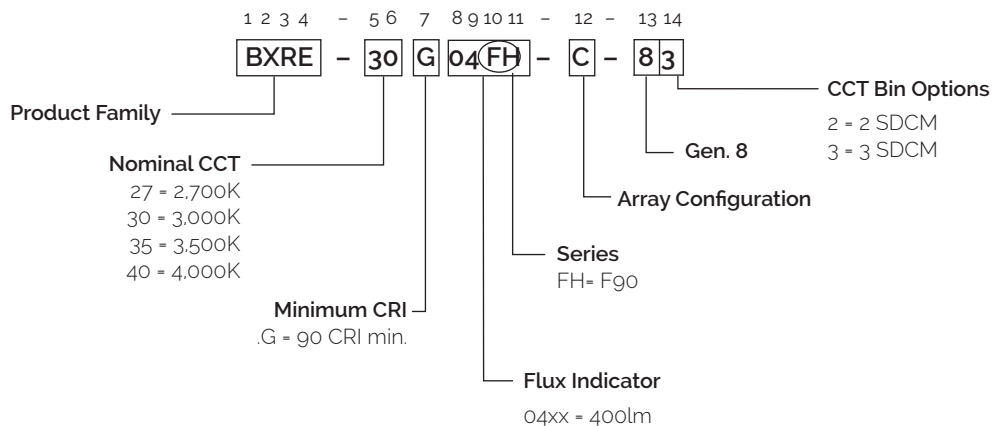 1 2 3 4 – 5 6 7 8 9 10 11 – 12 – 13 14
BXRE – 30 G 04 FH – C – 8 3
Product Family
CCT Bin Options
2 = 2 SDCM
3 = 3 SDCM
Gen. 8
Nominal CCT
27 = 2,700K
30 = 3,000K
35 = 3,500K
40 = 4,000K
Array Configuration
Series
FH= F90
Minimum CRI
.G = 90 CRI min.
Flux Indicator
04xx = 400lm